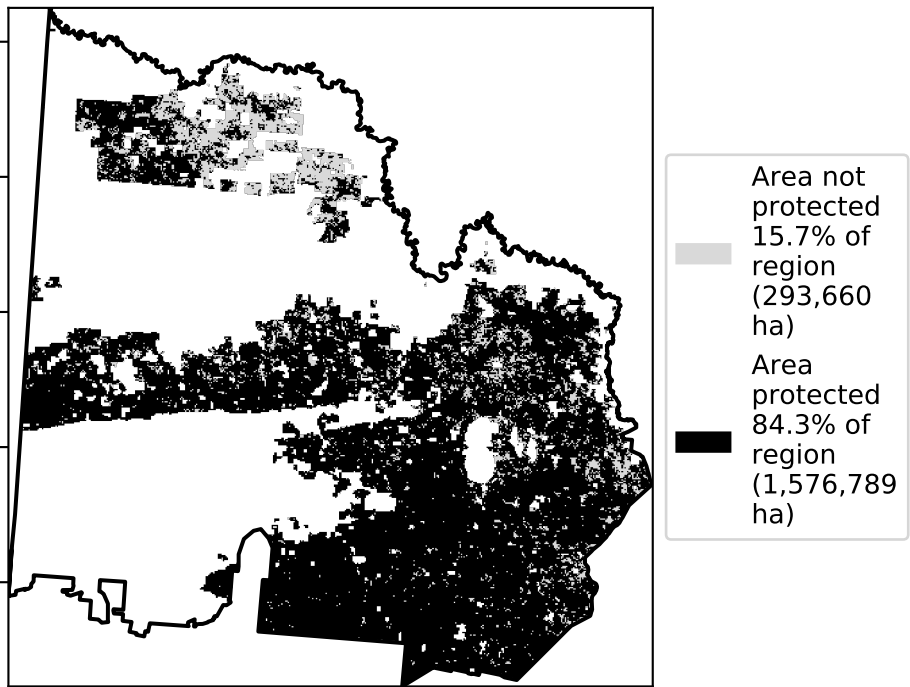 Area not
protected
15.7% of
region
(293,660
ha)
Area
protected
84.3% of
region
(1,576,789
ha)